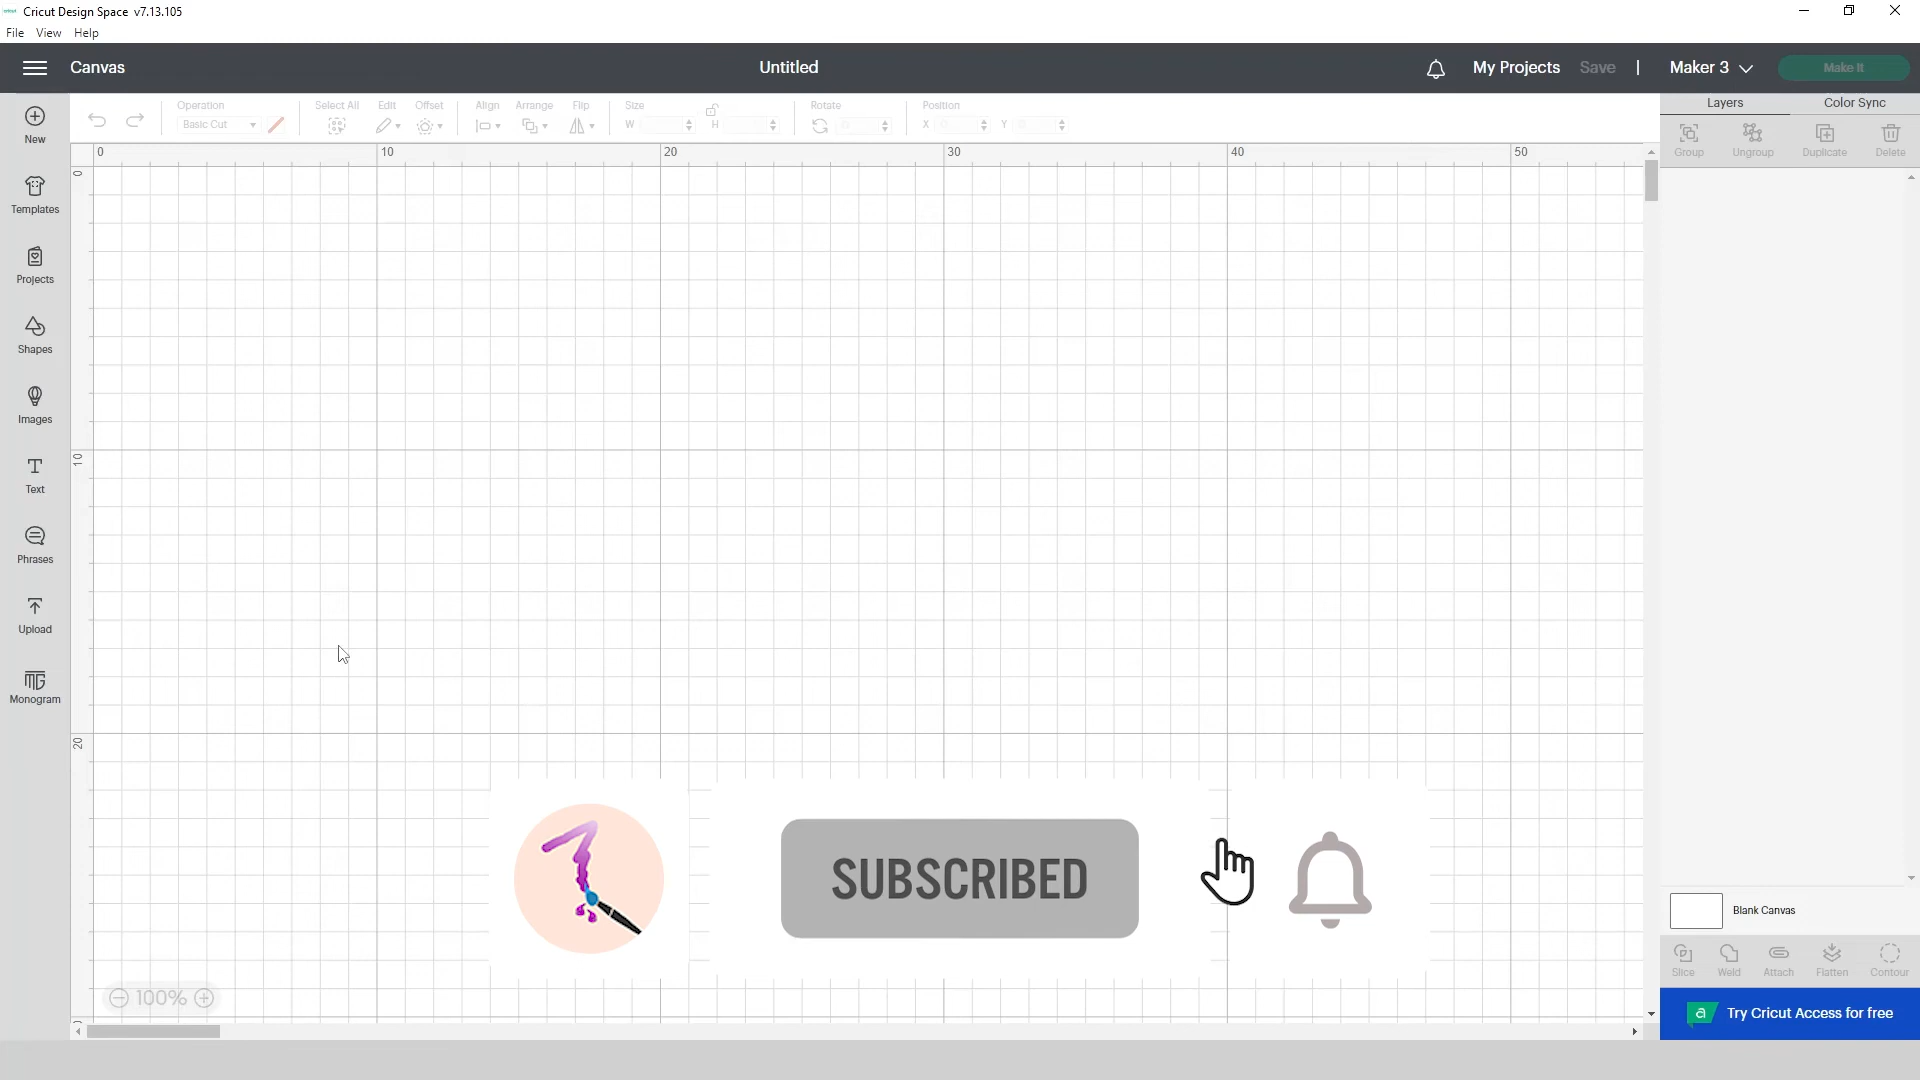 Cricut Design Space v7.13.105
File View Help
Canvas
Untitled
My Projects Save | Maker 3 Make It
New
Templates
Projects
Shapes
Images
Text
Phrases
Upload
Monogram
Operation
Basic Cut
Select All Edit Offset Align Arrange Flip Size
W H
Rotate
Position
X 0 Y 0
Layers Color Sync
Group Ungroup Duplicate Delete
0 10 20 30 40 50
0
10
20
SUBSCRIBED
100%
Blank Canvas
Slice Weld Attach Flatten Contour
a Try Cricut Access for free